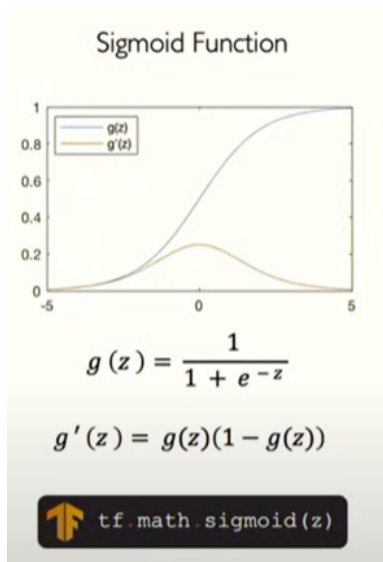 Sigmoid Function
1
0.8
0.6
0.4
0.2
0
-5
0
5
g(z)
g'(z)
g (z) = 1 / (1 + e^{-z})
g'(z) = g(z)(1 − g(z))
tf.math.sigmoid(z)